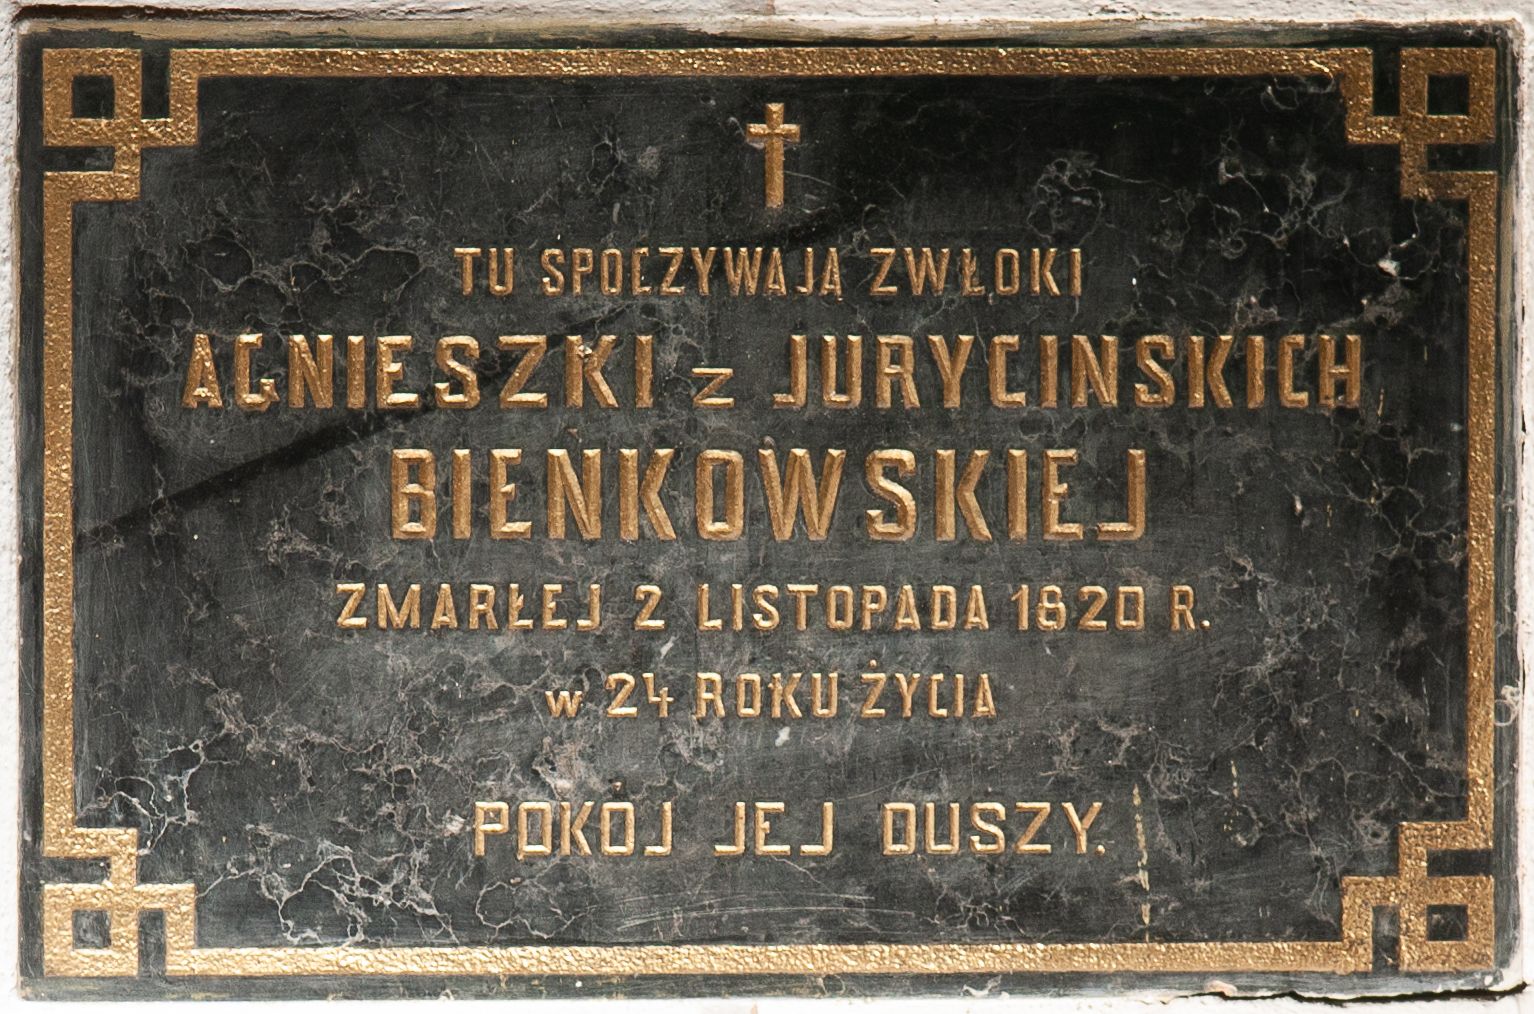 TU SPOCZYWAJĄ ZWŁOKI
AGNIESZKI z JURYCINSKICH
BIENKOWSKIEJ
ZMARŁEJ 2 LISTOPADA 1820 R.
w 24 ROKU ŻYCIA
POKÓJ JEJ DUSZY.